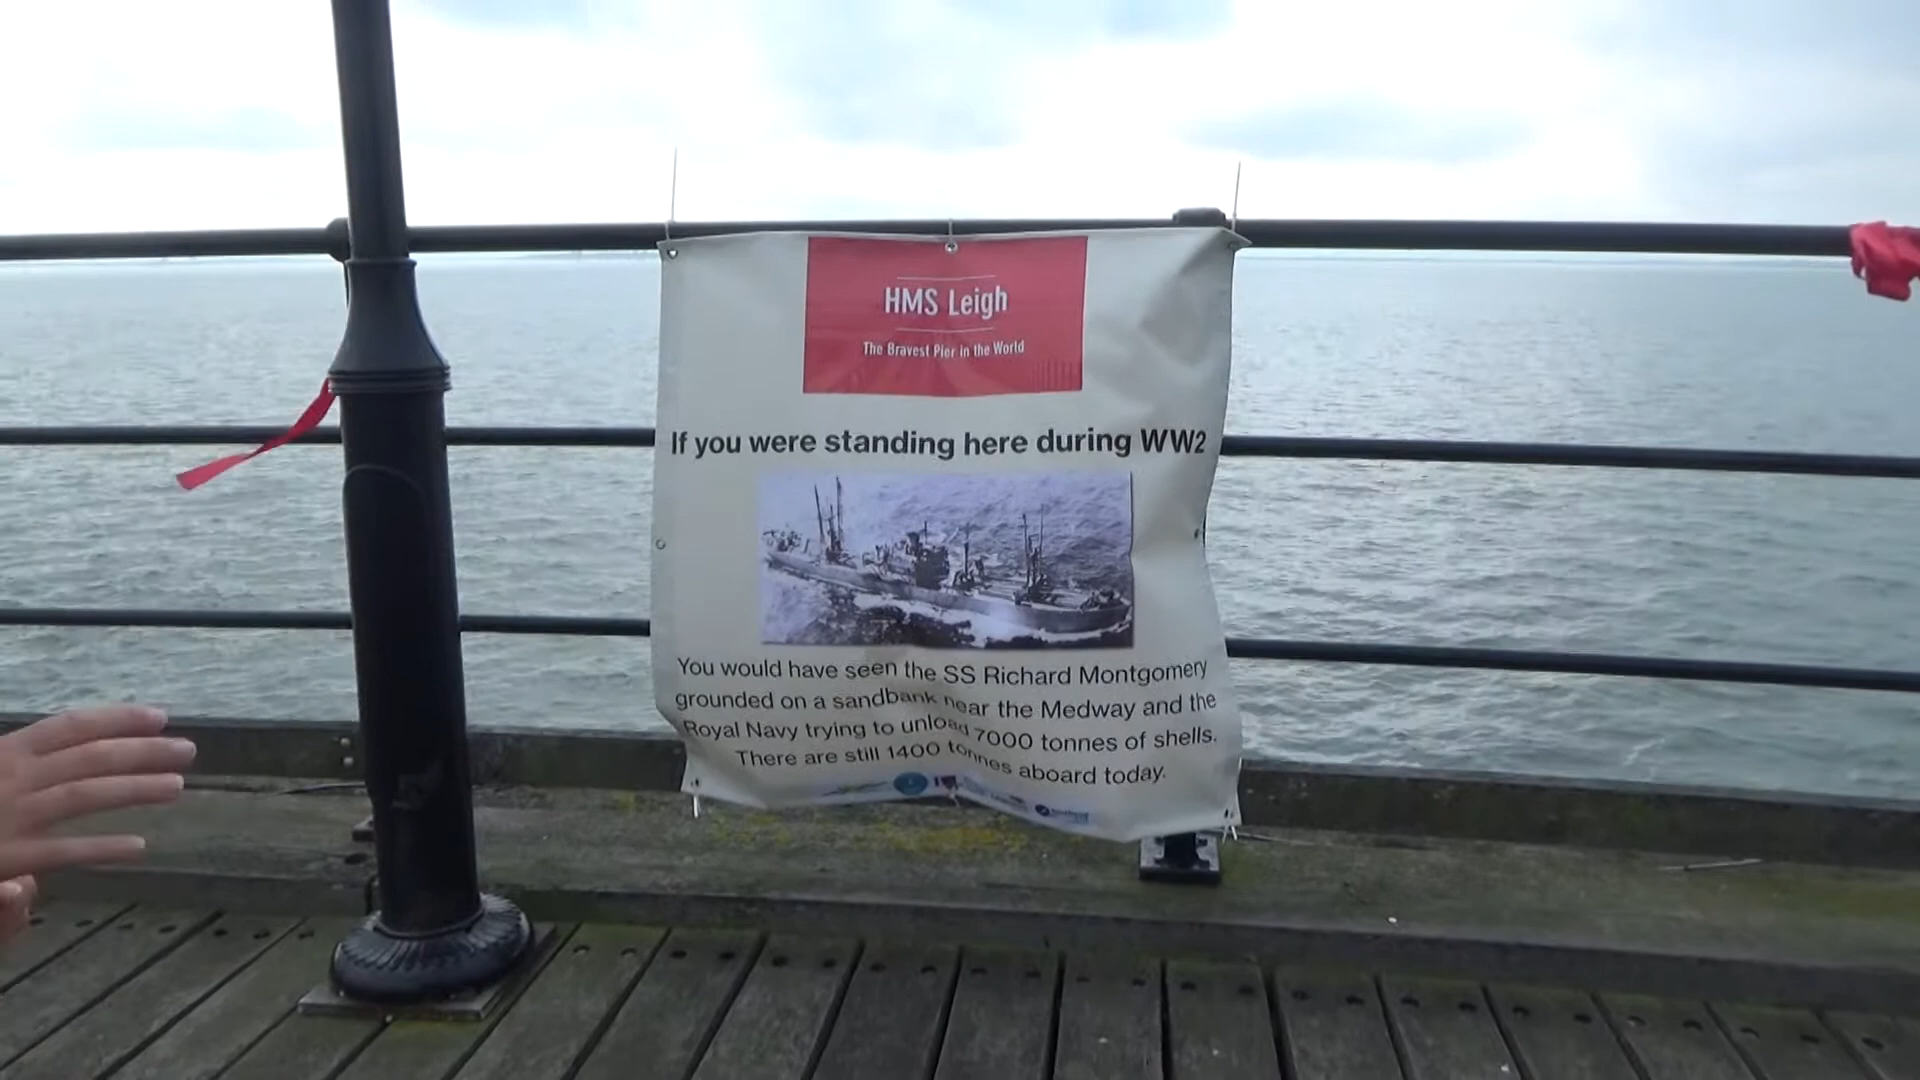 HMS Leigh
The Bravest Pier in the World
If you were standing here during WW2
You would have seen the SS Richard Montgomery
grounded on a sandbank near the Medway and the
Royal Navy trying to unload 7000 tonnes of shells.
There are still 1400 tonnes aboard today.